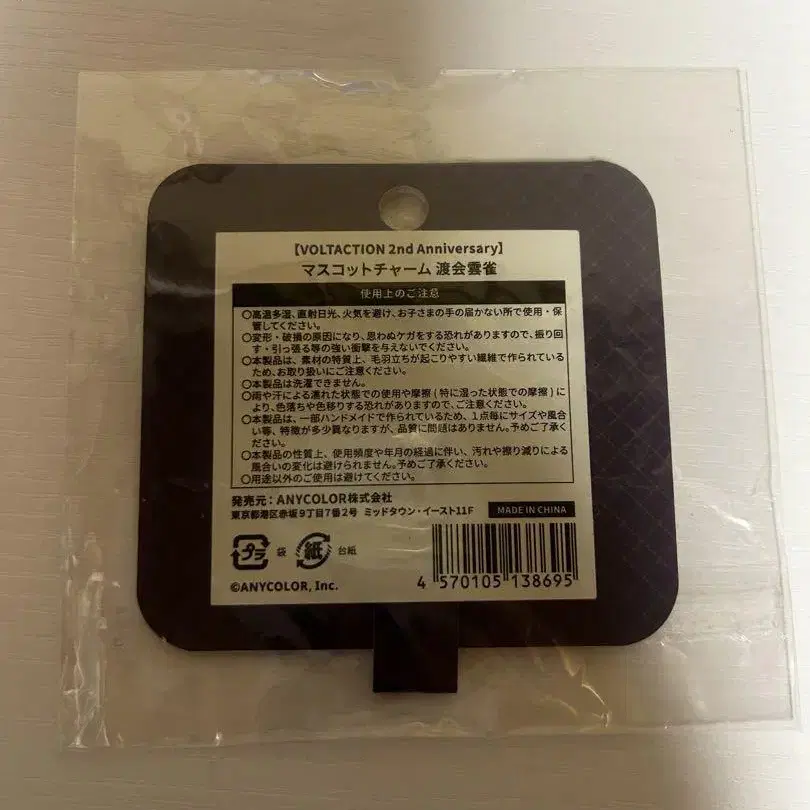 【VOLTACTION 2nd Anniversary】
マスコットチャーム 渡会雲雀
使用上のご注意
○高温多湿、直射日光、火気を避け、お子さまの手の届かない所で使用・保
管してください。
○変形・破損の原因になり、思わぬケガをする恐れがありますので、振り回
す・引っ張る等の強い衝撃を与えないでください。
○本製品は、素材の特質上、毛羽立ちが起こりやすい繊維で作られている
ため、お取り扱いにご注意ください。
○本製品は洗濯できません。
○雨や汗による濡れた状態での使用や摩擦(特に湿った状態での摩擦)に
より、色落ちや色移りする恐れがありますので、ご注意ください。
○本製品は、一部ハンドメイドで作られているため、1点毎にサイズや風合
い等、特徴が多少異なりますが、品質に問題はありません。予めご了承く
ださい。
○本製品の性質上、使用頻度や年月の経過に伴い、汚れや擦り減りによる
風合いの変化は避けられません。予めご了承ください。
○用途以外のご使用は避けてください。
発売元：ANYCOLOR株式会社
東京都港区赤坂9丁目7番2号 ミッドタウン・イースト11F
MADE IN CHINA
プラ 袋 紙 台紙
©ANYCOLOR, Inc.
4 570105 138695